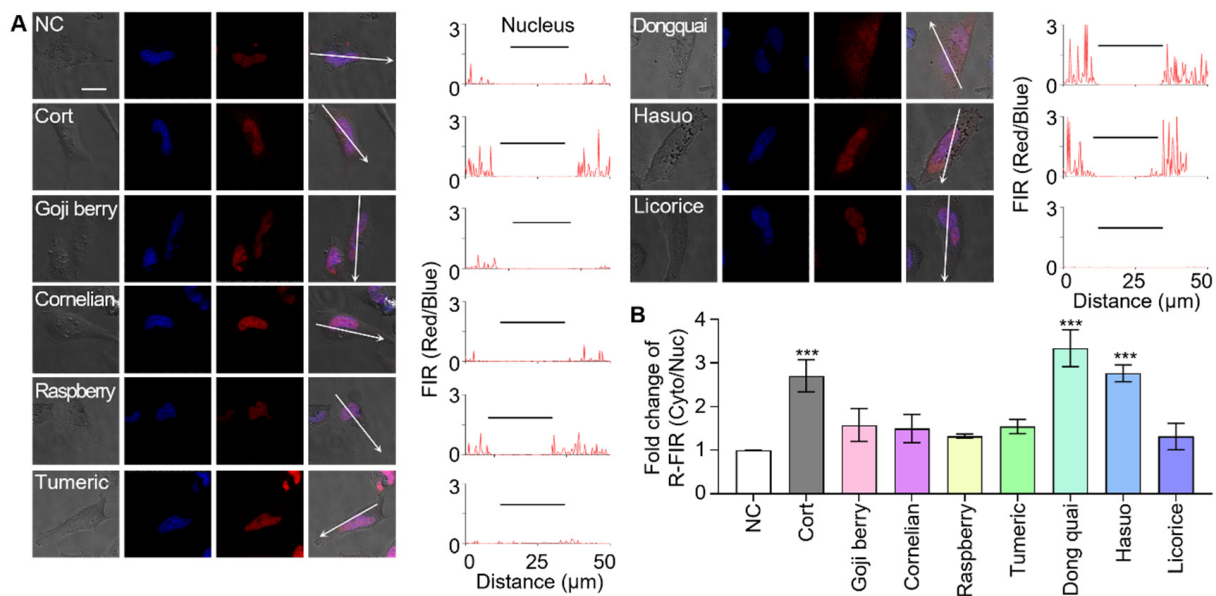 A
NC
Cort
Goji berry
Cornelian
Raspberry
Tumeric
Nucleus
3
0
3
0
3
0
3
0
3
0
3
0
0 25 50
FIR (Red/Blue)
Distance (µm)
Dongquai
Hasuo
Licorice
3
0
3
0
3
0
0 25 50
FIR (Red/Blue)
Distance (µm)
B
Fold change of
R-FIR (Cyto/Nuc)
4
3
2
1
0
***
***
***
NC
Cort
Goji berry
Cornelian
Raspberry
Tumeric
Dong quai
Hasuo
Licorice